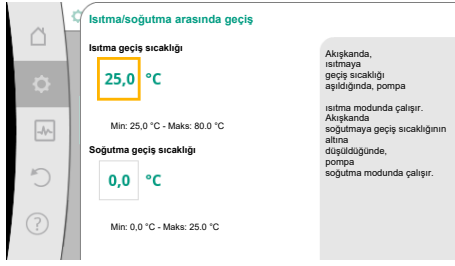 Isıtma/soğutma arasında geçiş
Isıtma geçiş sıcaklığı
25,0 °C
Min: 25,0 °C - Maks: 80.0 °C
Soğutma geçiş sıcaklığı
0,0 °C
Min: 0,0 °C - Maks: 25.0 °C
Akışkanda,
ısıtmaya
geçiş sıcaklığı
aşıldığında, pompa
ısıtma modunda çalışır.
Akışkanda
soğutmaya geçiş sıcaklığının
altına
düşüldüğünde,
pompa
soğutma modunda çalışır.